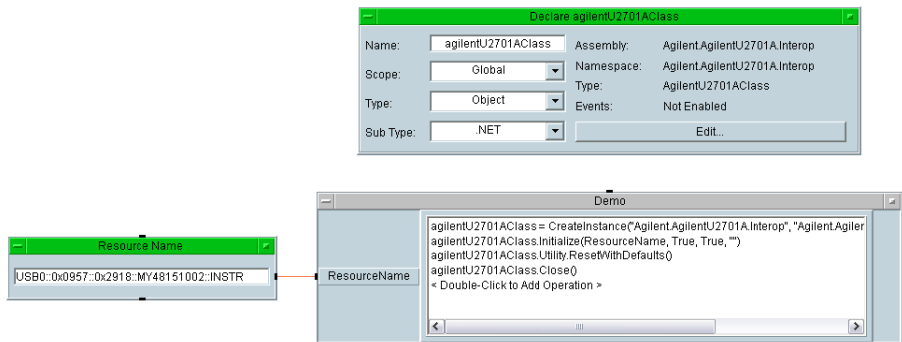 Declare agilentU2701AClass
Name: agilentU2701AClass Assembly: Agilent.AgilentU2701A.Interop
Scope: Global Namespace: Agilent.AgilentU2701A.Interop
Type: AgilentU2701AClass
Type: Object Events: Not Enabled
Sub Type: .NET Edit...
Demo
agilentU2701AClass = CreateInstance("Agilent.AgilentU2701A.Interop", "Agilent.Agiler
agilentU2701AClass.Initialize(ResourceName, True, True, "")
agilentU2701AClass.Utility.ResetWithDefaults()
agilentU2701AClass.Close()
< Double-Click to Add Operation >
Resource Name
USB0::0x0957::0x2918::MY48151002::INSTR
ResourceName